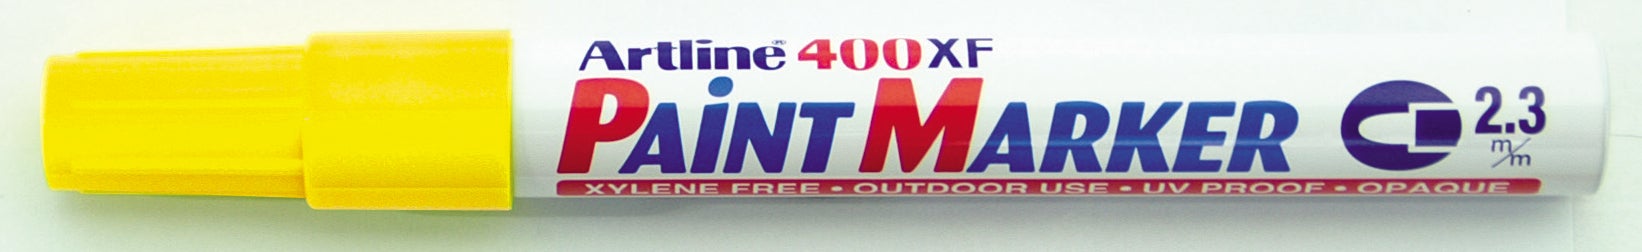 Artline® 400XF
PAiNT MARKER
2.3
m/m
XYLENE FREE • OUTDOOR USE • UV PROOF • OPAQUE